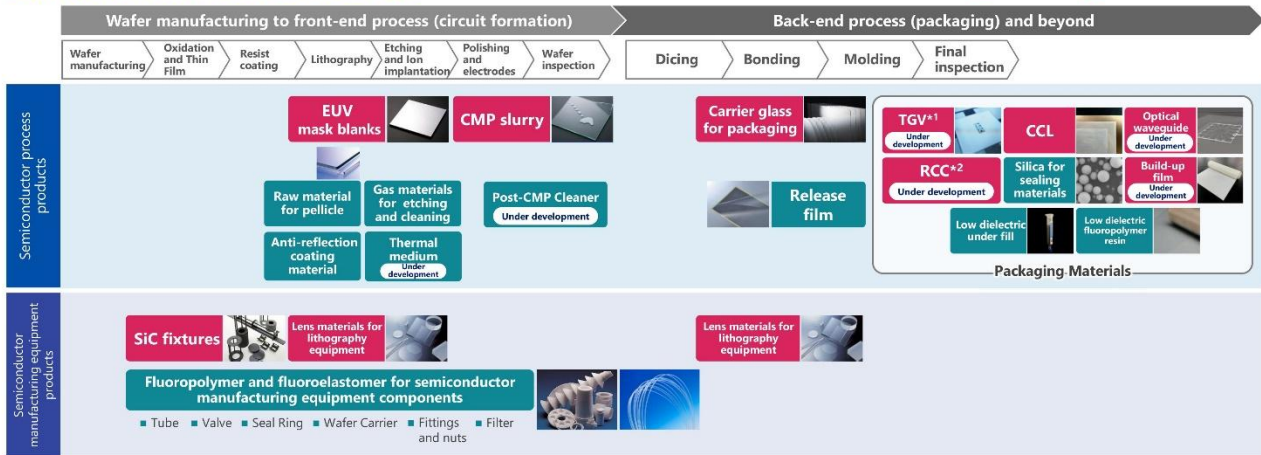 Wafer manufacturing to front-end process (circuit formation)
Back-end process (packaging) and beyond
Wafer
manufacturing
Oxidation
and Thin
Film
Resist
coating
Lithography
Etching
and Ion
implantation
Polishing
and
electrodes
Wafer
inspection
Dicing
Bonding
Molding
Final
inspection
Semiconductor process
products
EUV
mask blanks
CMP slurry
Carrier glass
for packaging
TGV*1
Under
development
CCL
Optical
waveguide
Under
development
RCC*2
Under development
Silica for
sealing
materials
Build-up
film
Under
development
Raw material
for pellicle
Gas materials
for etching
and cleaning
Post-CMP Cleaner
Under development
Release
film
Low dielectric
under fill
Low dielectric
fluoropolymer
resin
Anti-reflection
coating
material
Thermal
medium
Under
development
Packaging Materials
Semiconductor
manufacturing equipment
products
SiC fixtures
Lens materials for
lithography
equipment
Lens materials for
lithography
equipment
Fluoropolymer and fluoroelastomer for semiconductor
manufacturing equipment components
■ Tube ■ Valve ■ Seal Ring ■ Wafer Carrier ■ Fittings
and nuts
■ Filter